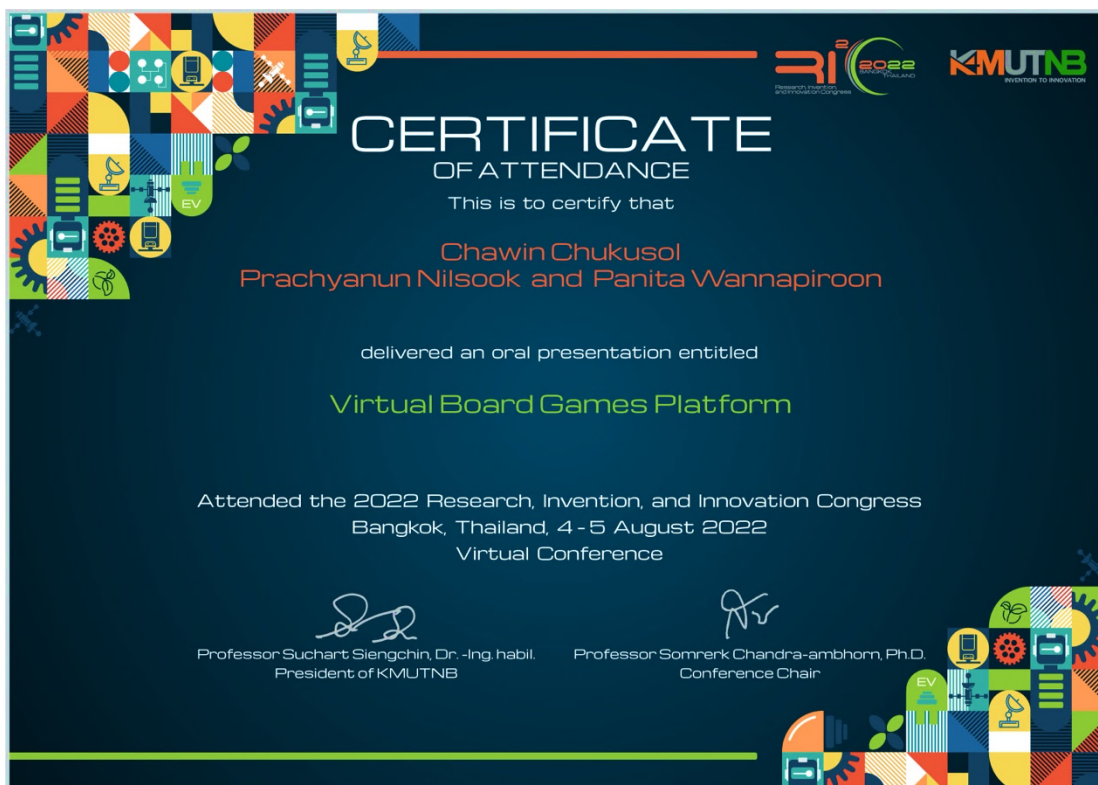 RI² 2022
BANGKOK
THAILAND
Research, Invention,
and Innovation Congress
KMUTNB
INVENTION TO INNOVATION
CERTIFICATE
OF ATTENDANCE
This is to certify that
Chawin Chukusol
Prachyanun Nilsook and Panita Wannapiroon
delivered an oral presentation entitled
Virtual Board Games Platform
Attended the 2022 Research, Invention, and Innovation Congress
Bangkok, Thailand, 4-5 August 2022
Virtual Conference
Professor Suchart Siengchin, Dr. -Ing. habil.
President of KMUTNB
Professor Somrerk Chandra-ambhorn, Ph.D.
Conference Chair
EV
EV